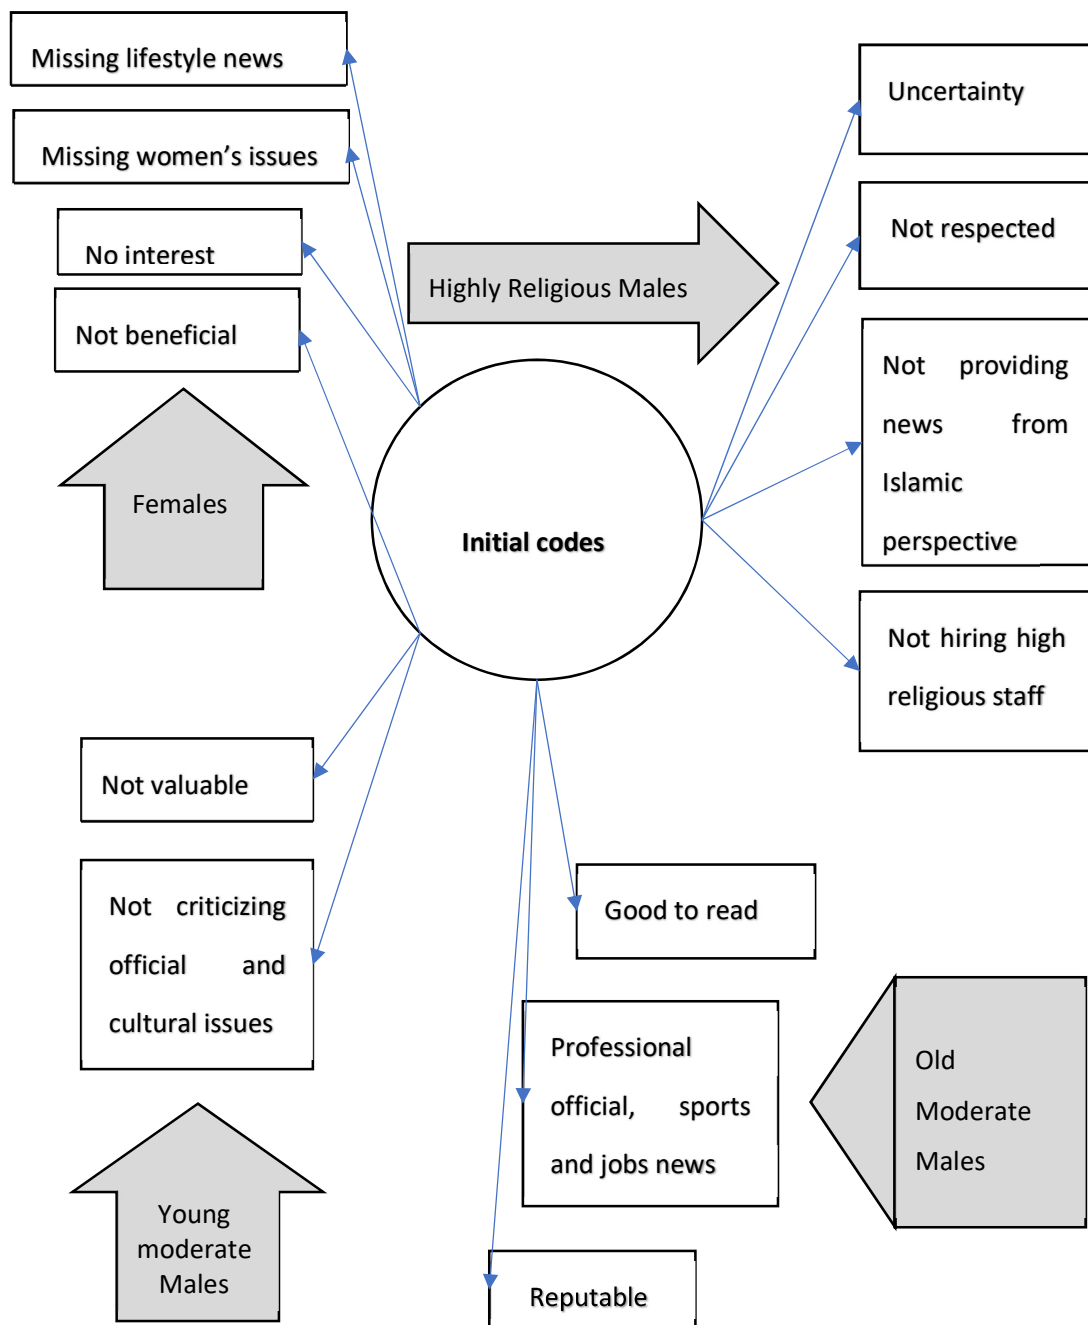 Missing lifestyle news
Missing women’s issues
No interest
Not beneficial
Females
Highly Religious Males
Uncertainty
Not respected
Not providing
news from
Islamic
perspective
Not hiring high
religious staff
Initial codes
Not valuable
Not criticizing
official and
cultural issues
Young
moderate
Males
Good to read
Professional
official, sports
and jobs news
Reputable
Old
Moderate
Males